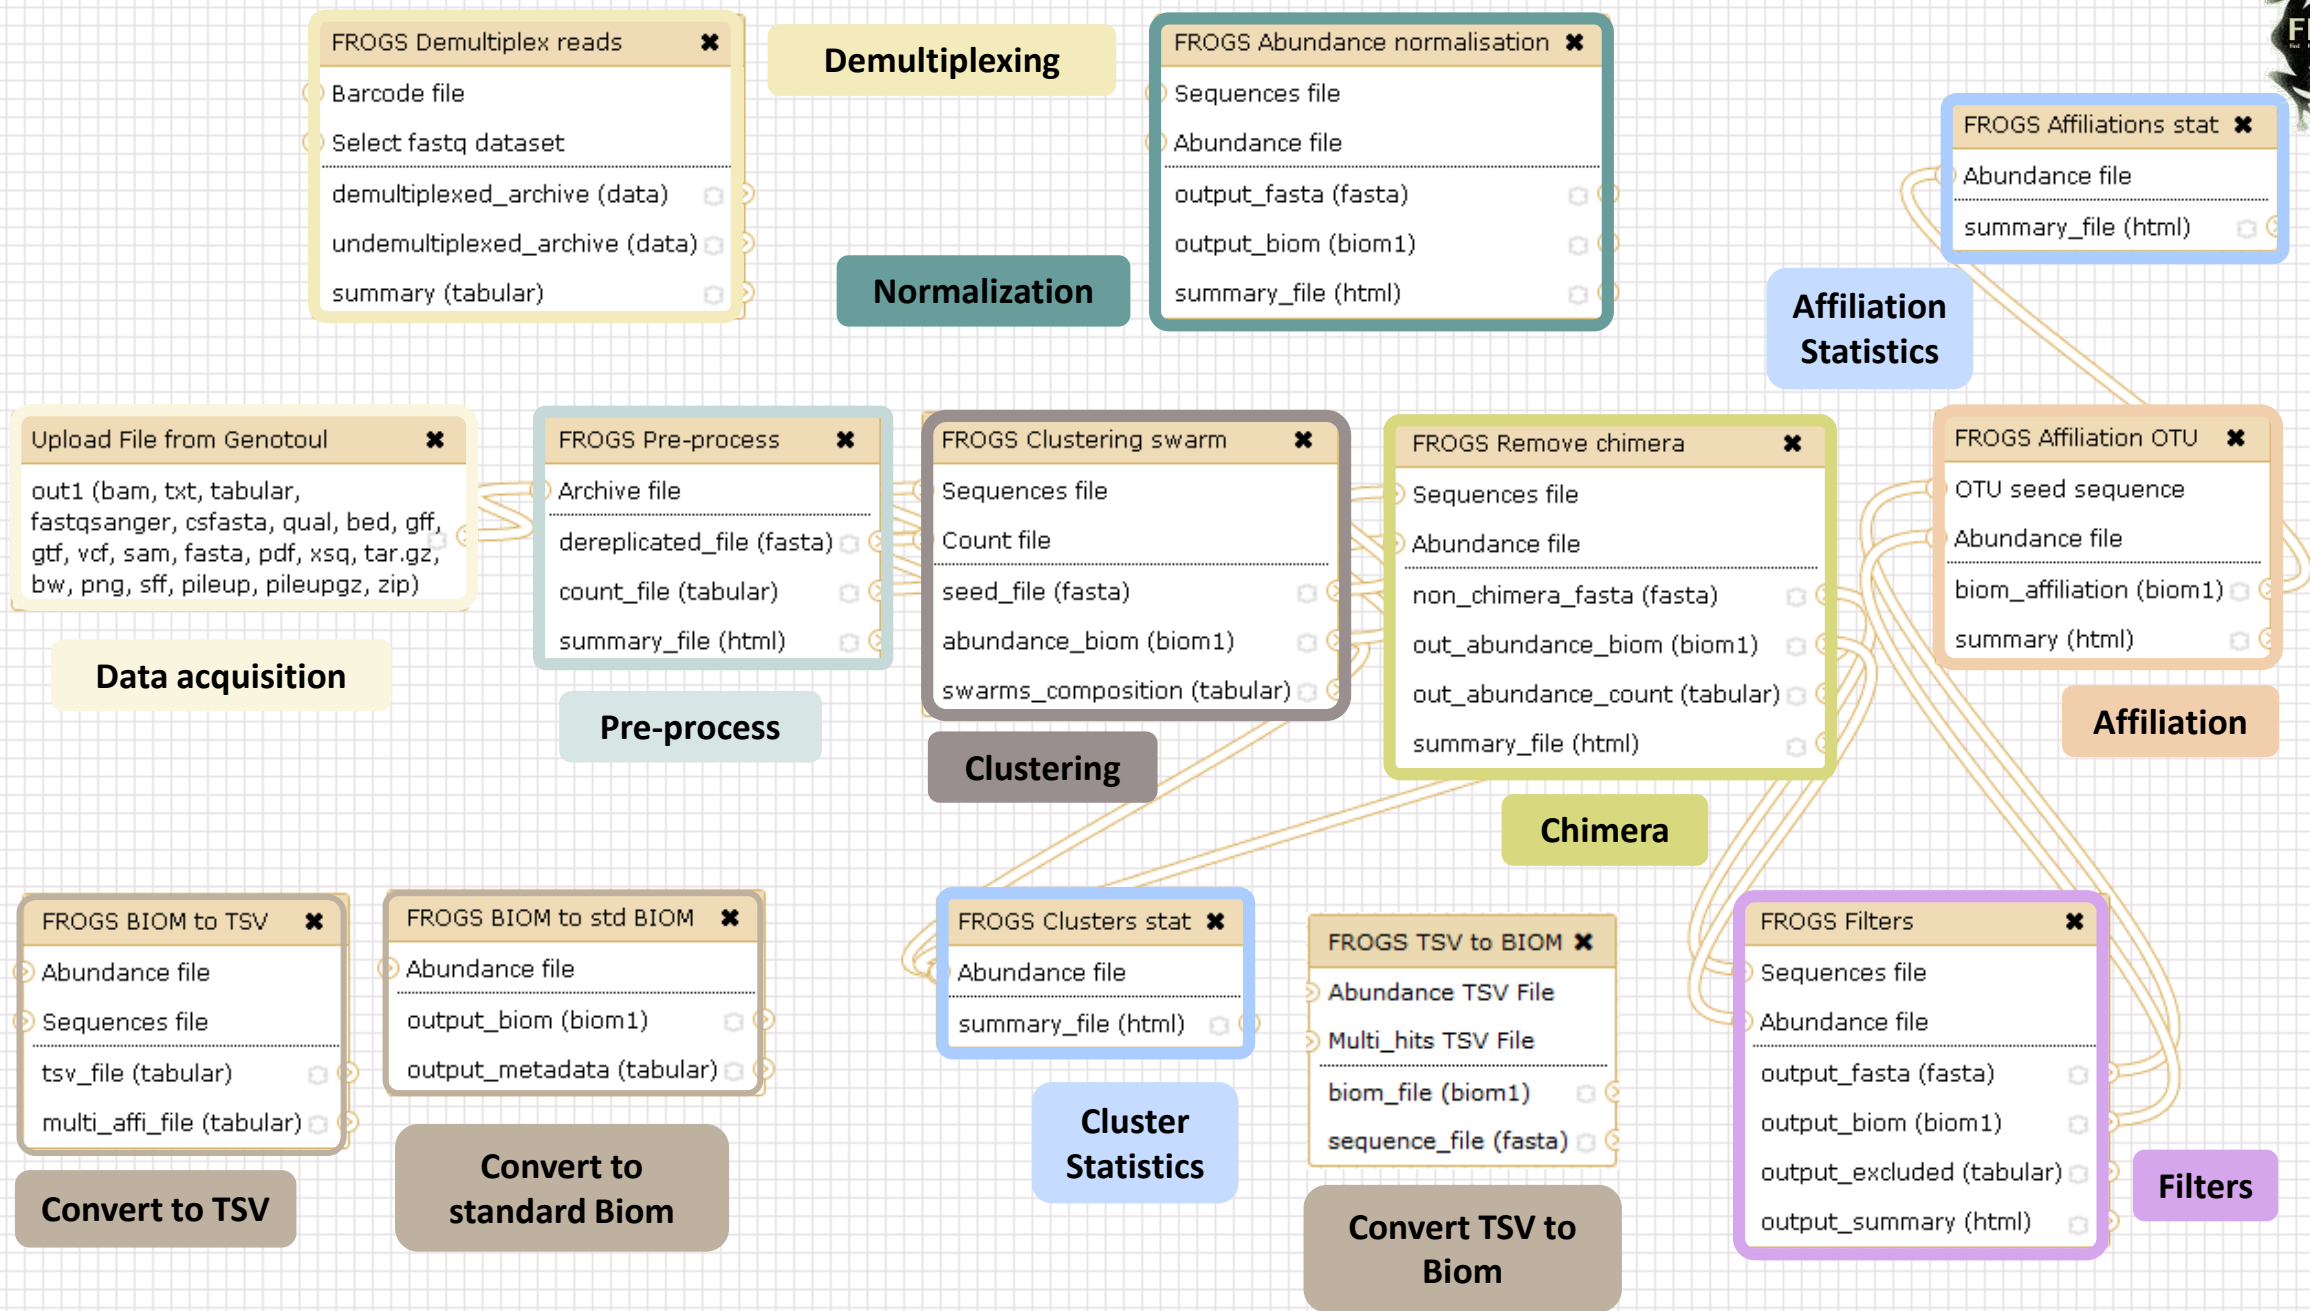 FROGS Demultiplex reads
Barcode file
Select fastq dataset
demultiplexed_archive (data)
undemultiplexed_archive (data)
summary (tabular)
Demultiplexing
FROGS Abundance normalisation
Sequences file
Abundance file
output_fasta (fasta)
output_biom (biom1)
summary_file (html)
Normalization
FROGS Affiliations stat
Abundance file
summary_file (html)
Affiliation
Statistics
Upload File from Genotoul
out1 (bam, txt, tabular,
fastqsanger, csfasta, qual, bed, gff,
gtf, vcf, sam, fasta, pdf, xsq, tar.gz,
bw, png, sff, pileup, pileupgz, zip)
Data acquisition
FROGS Pre-process
Archive file
dereplicated_file (fasta)
count_file (tabular)
summary_file (html)
Pre-process
FROGS Clustering swarm
Sequences file
Count file
seed_file (fasta)
abundance_biom (biom1)
swarms_composition (tabular)
Clustering
FROGS Remove chimera
Sequences file
Abundance file
non_chimera_fasta (fasta)
out_abundance_biom (biom1)
out_abundance_count (tabular)
summary_file (html)
Chimera
FROGS Affiliation OTU
OTU seed sequence
Abundance file
biom_affiliation (biom1)
summary (html)
Affiliation
FROGS BIOM to TSV
Abundance file
Sequences file
tsv_file (tabular)
multi_affi_file (tabular)
Convert to TSV
FROGS BIOM to std BIOM
Abundance file
output_biom (biom1)
output_metadata (tabular)
Convert to
standard Biom
FROGS Clusters stat
Abundance file
summary_file (html)
Cluster
Statistics
FROGS TSV to BIOM
Abundance TSV File
Multi_hits TSV File
biom_file (biom1)
sequence_file (fasta)
Convert TSV to
Biom
FROGS Filters
Sequences file
Abundance file
output_fasta (fasta)
output_biom (biom1)
output_excluded (tabular)
output_summary (html)
Filters